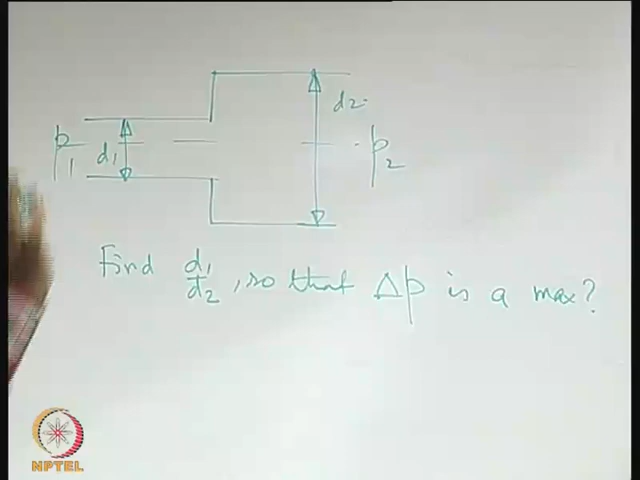 d2.
p1 d1 p2
Find d1/d2, so that Δp is a max?
NPTEL